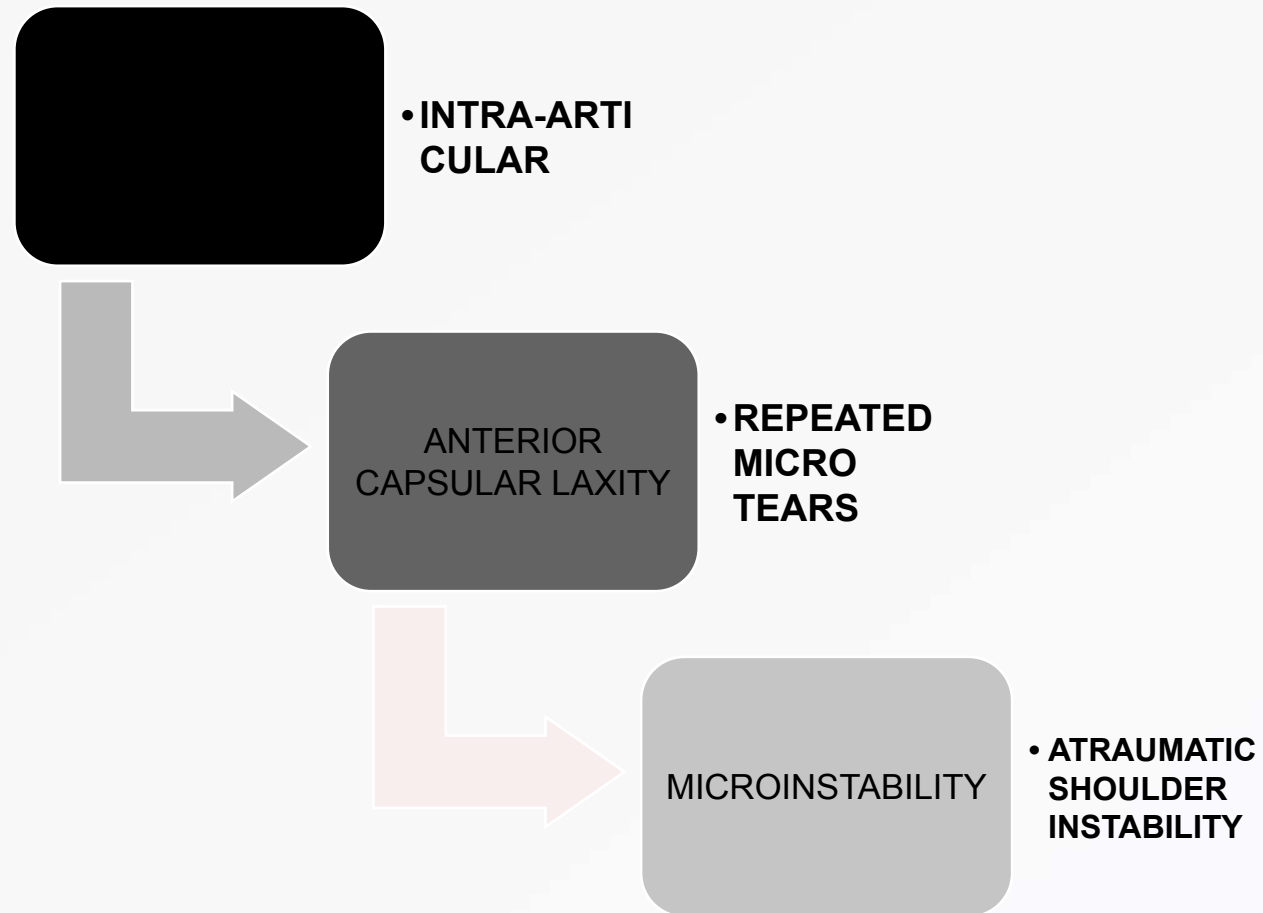 • INTRA-ARTI
CULAR
ANTERIOR
CAPSULAR LAXITY
• REPEATED
MICRO
TEARS
MICROINSTABILITY
• ATRAUMATIC
SHOULDER
INSTABILITY